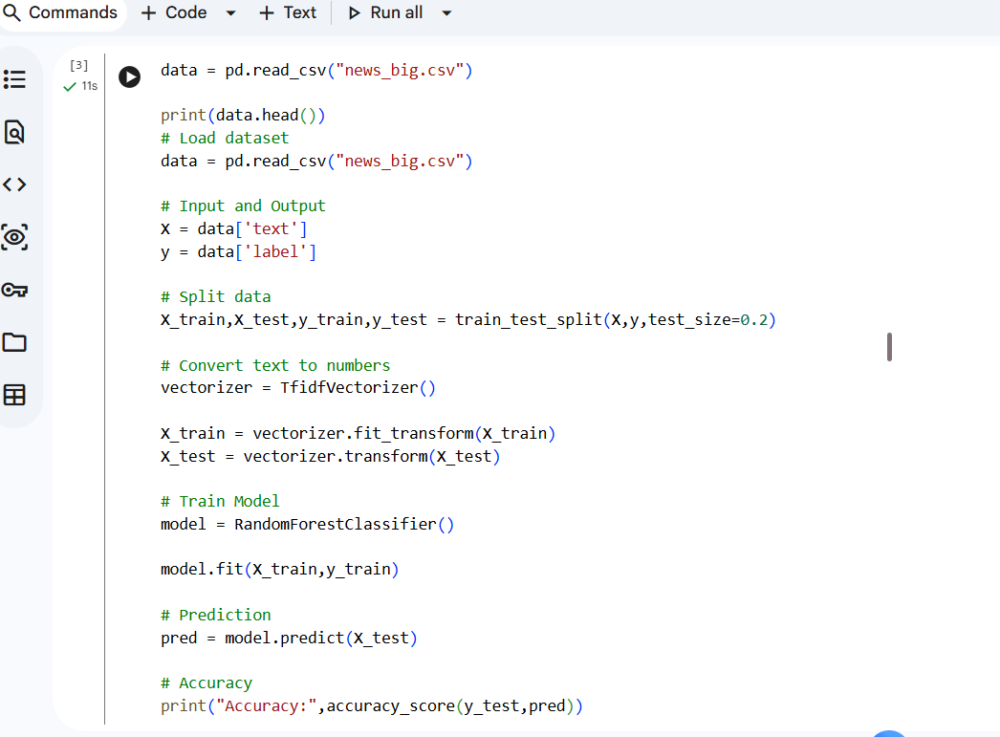 Commands + Code + Text Run all
[3]
11s
data = pd.read_csv("news_big.csv")
print(data.head())
# Load dataset
data = pd.read_csv("news_big.csv")
# Input and Output
X = data['text']
y = data['label']
# Split data
X_train,X_test,y_train,y_test = train_test_split(X,y,test_size=0.2)
# Convert text to numbers
vectorizer = TfidfVectorizer()
X_train = vectorizer.fit_transform(X_train)
X_test = vectorizer.transform(X_test)
# Train Model
model = RandomForestClassifier()
model.fit(X_train,y_train)
# Prediction
pred = model.predict(X_test)
# Accuracy
print("Accuracy:",accuracy_score(y_test,pred))